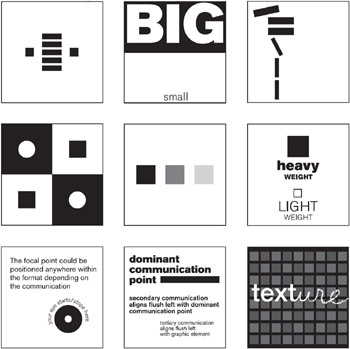 BIG
small
heavy
WEIGHT
LIGHT
WEIGHT
The focal point could be
positioned anywhere within
the format depending on
the communication
your eye starts/stops here
dominant
communication
point
secondary communication
aligns flush left with dominant
communication point
tertiary communication
aligns flush left
with graphic element
texture